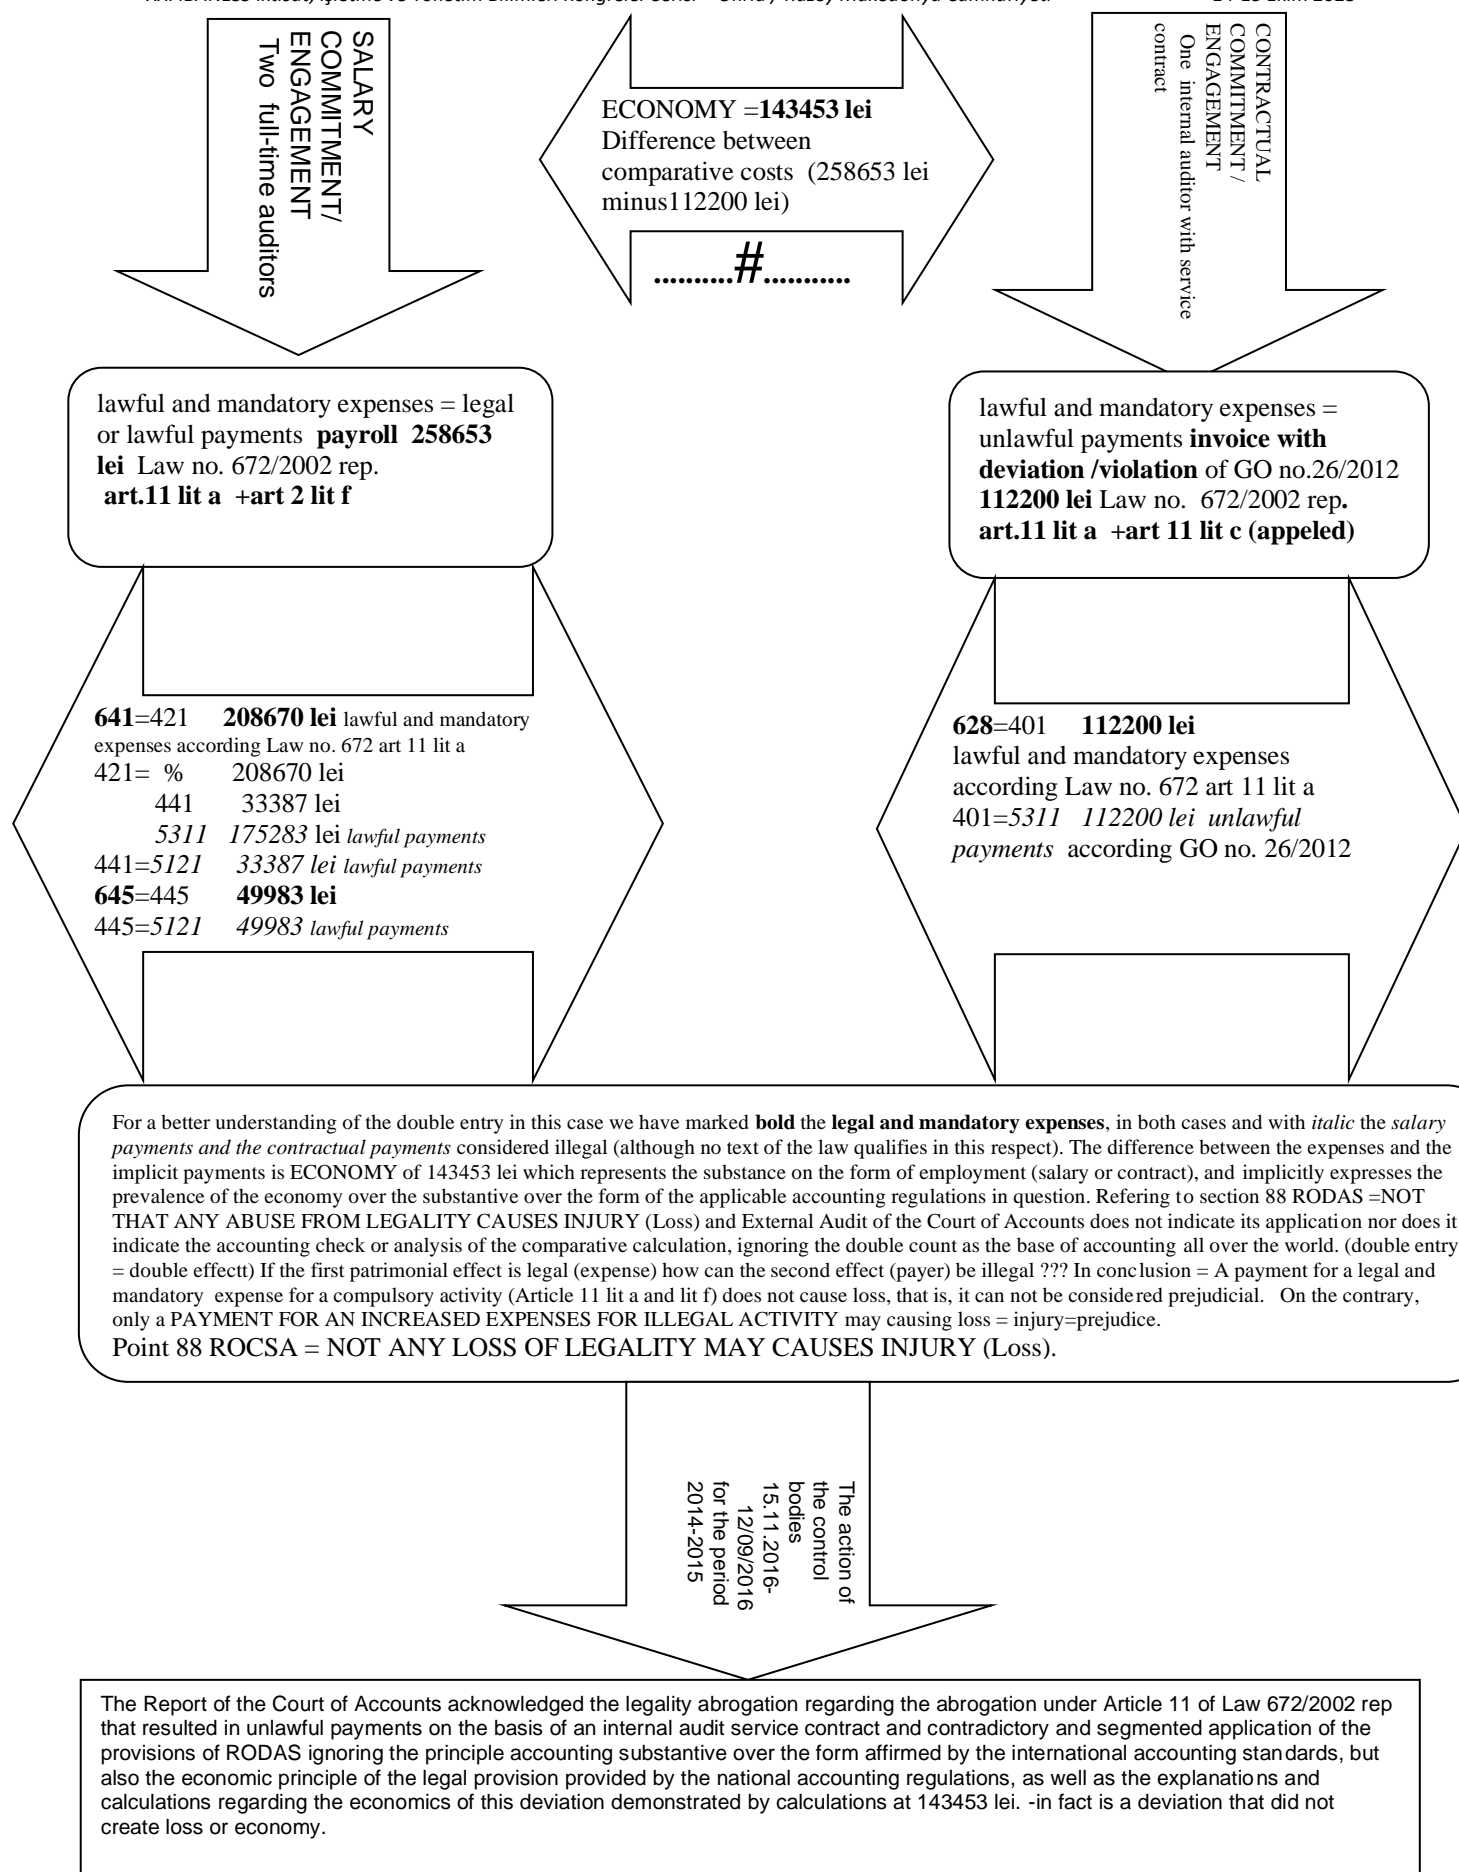 SALARY
COMMITMENT/
ENGAGEMENT
Two full-time auditors
ECONOMY =143453 lei
Difference between
comparative costs (258653 lei
minus112200 lei)
..........#...........
CONTRACTUAL
COMMITMENT /
ENGAGEMENT
One internal auditor with service
contract
lawful and mandatory expenses = legal
or lawful payments payroll 258653
lei Law no. 672/2002 rep.
art.11 lit a +art 2 lit f
lawful and mandatory expenses =
unlawful payments invoice with
deviation /violation of GO no.26/2012
112200 lei Law no. 672/2002 rep.
art.11 lit a +art 11 lit c (appeled)
641=421 208670 lei lawful and mandatory
expenses according Law no. 672 art 11 lit a
421= % 208670 lei
441 33387 lei
5311 175283 lei lawful payments
441=5121 33387 lei lawful payments
645=445 49983 lei
445=5121 49983 lawful payments
628=401 112200 lei
lawful and mandatory expenses
according Law no. 672 art 11 lit a
401=5311 112200 lei unlawful
payments according GO no. 26/2012
For a better understanding of the double entry in this case we have marked bold the legal and mandatory expenses, in both cases and with italic the salary
payments and the contractual payments considered illegal (although no text of the law qualifies in this respect). The difference between the expenses and the
implicit payments is ECONOMY of 143453 lei which represents the substance on the form of employment (salary or contract), and implicitly expresses the
prevalence of the economy over the substantive over the form of the applicable accounting regulations in question. Refering to section 88 RODAS =NOT
THAT ANY ABUSE FROM LEGALITY CAUSES INJURY (Loss) and External Audit of the Court of Accounts does not indicate its application nor does it
indicate the accounting check or analysis of the comparative calculation, ignoring the double count as the base of accounting all over the world. (double entry
= double effectt) If the first patrimonial effect is legal (expense) how can the second effect (payer) be illegal ??? In conclusion = A payment for a legal and
mandatory expense for a compulsory activity (Article 11 lit a and lit f) does not cause loss, that is, it can not be considered prejudicial. On the contrary,
only a PAYMENT FOR AN INCREASED EXPENSES FOR ILLEGAL ACTIVITY may causing loss = injury=prejudice.
Point 88 ROCSA = NOT ANY LOSS OF LEGALITY MAY CAUSES INJURY (Loss).
The action of
the control
bodies
15.11.2016-
12/09/2016
for the period
2014-2015
The Report of the Court of Accounts acknowledged the legality abrogation regarding the abrogation under Article 11 of Law 672/2002 rep
that resulted in unlawful payments on the basis of an internal audit service contract and contradictory and segmented application of the
provisions of RODAS ignoring the principle accounting substantive over the form affirmed by the international accounting standards, but
also the economic principle of the legal provision provided by the national accounting regulations, as well as the explanations and
calculations regarding the economics of this deviation demonstrated by calculations at 143453 lei. -in fact is a deviation that did not
create loss or economy.